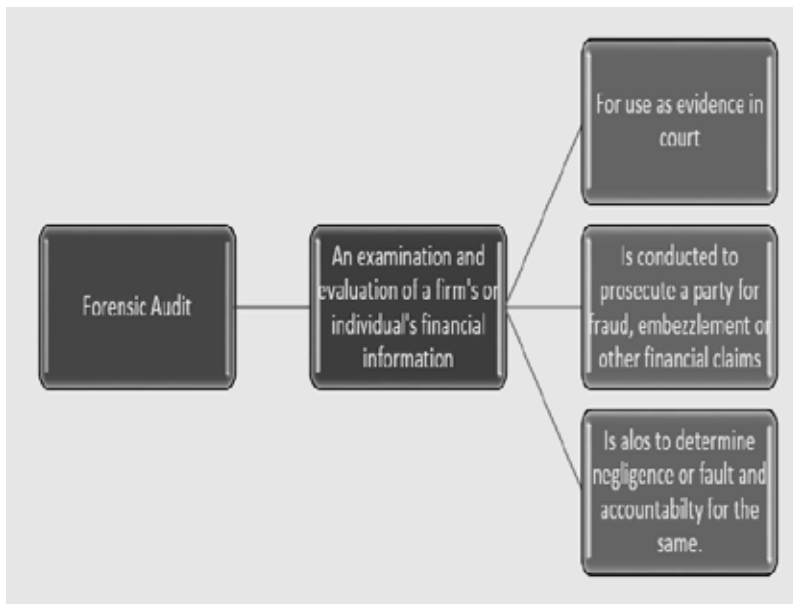 Forensic Audit
An examination and
evaluation of a firm's or
individual's financial
information
For use as evidence in
court
Is conducted to
prosecute a party for
fraud, embezzlement or
other financial claims
Is alos to determine
negligence or fault and
accountabilty for the
same.